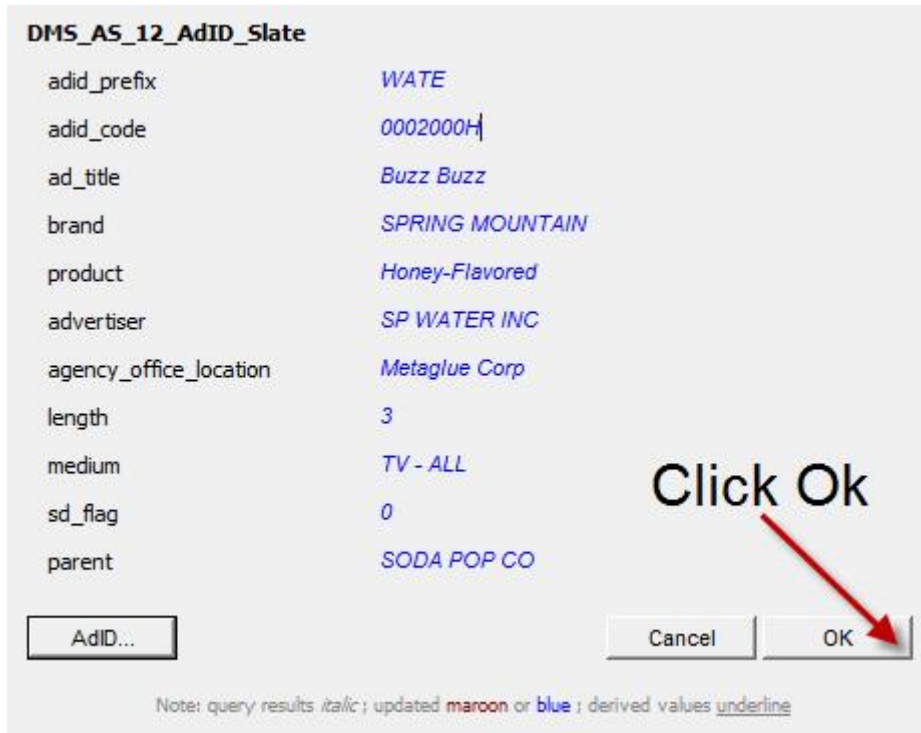 DMS_AS_12_AdID_Slate
adid_prefix WATE
adid_code 0002000H
ad_title Buzz Buzz
brand SPRING MOUNTAIN
product Honey-Flavored
advertiser SP WATER INC
agency_office_location Metaglue Corp
length 3
medium TV - ALL
sd_flag 0
parent SODA POP CO
Click Ok
AdID... Cancel OK
Note: query results italic ; updated maroon or blue ; derived values underline